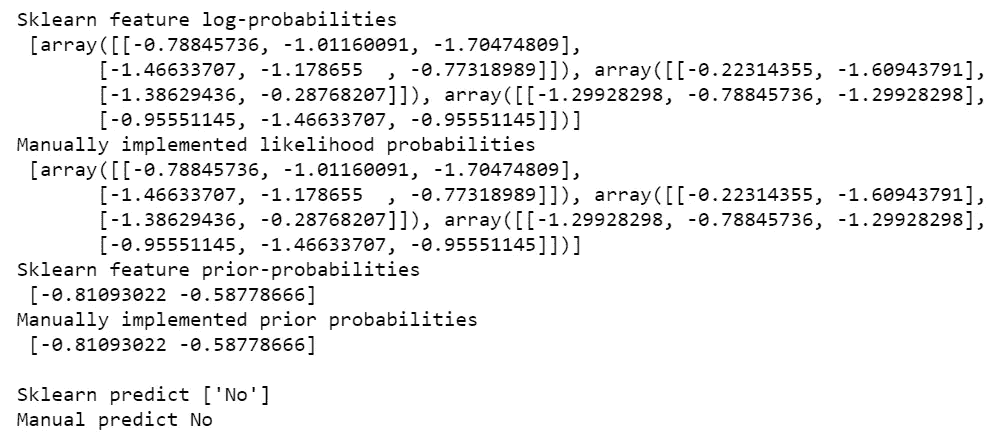 Sklearn feature log-probabilities
 [array([[-0.78845736, -1.01160091, -1.70474809],
       [-1.46633707, -1.178655  , -0.77318989]]), array([[-0.22314355, -1.60943791],
       [-1.38629436, -0.28768207]]), array([[-1.29928298, -0.78845736, -1.29928298],
       [-0.95551145, -1.46633707, -0.95551145]])]
Manually implemented likelihood probabilities
 [array([[-0.78845736, -1.01160091, -1.70474809],
       [-1.46633707, -1.178655  , -0.77318989]]), array([[-0.22314355, -1.60943791],
       [-1.38629436, -0.28768207]]), array([[-1.29928298, -0.78845736, -1.29928298],
       [-0.95551145, -1.46633707, -0.95551145]])]
Sklearn feature prior-probabilities
 [-0.81093022 -0.58778666]
Manually implemented prior probabilities
 [-0.81093022 -0.58778666]

Sklearn predict ['No']
Manual predict No